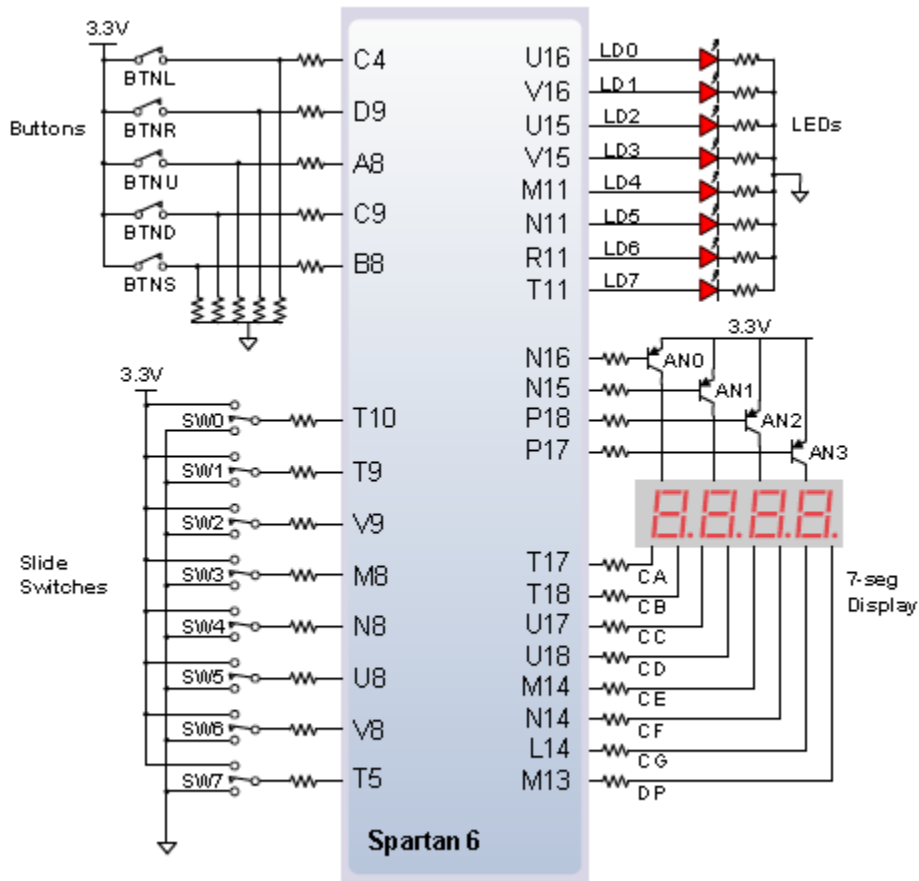 3.3V
BTNL
C4
BTNR
D9
Buttons
BTNU
A8
BTND
C9
BTNS
B8
U16 LD0
V16 LD1
U15 LD2
LEDs
V15 LD3
M11 LD4
N11 LD5
R11 LD6
T11 LD7
3.3V
N16 AN0
N15 AN1
P18 AN2
P17 AN3
3.3V
SW0 T10
SW1 T9
SW2 V9
Slide
Switches
SW3 M8
SW4 N8
SW5 U8
SW6 V8
SW7 T5
8.8.8.8.
T17 CA
T18 CB
U17 CC
U18 CD
M14 CE
N14 CF
L14 CG
M13 DP
7-seg
Display
Spartan 6